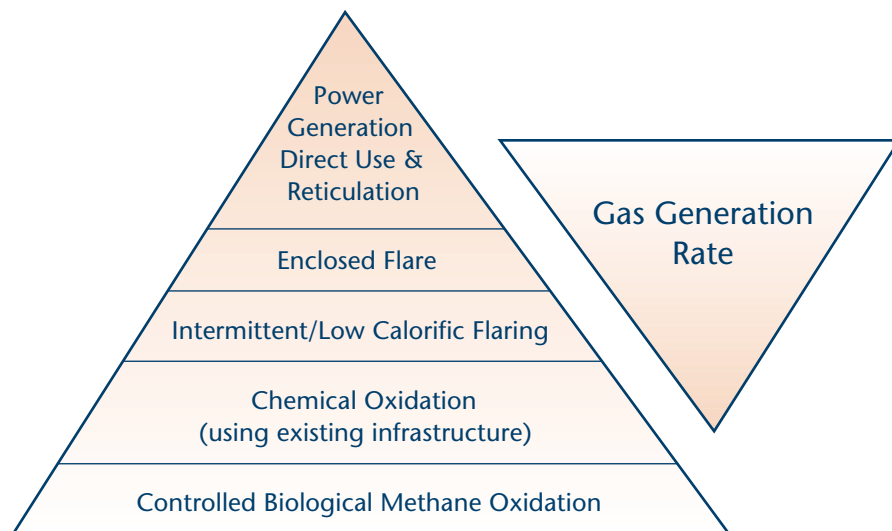 Power
Generation
Direct Use &
Reticulation
Enclosed Flare
Intermittent/Low Calorific Flaring
Chemical Oxidation
(using existing infrastructure)
Controlled Biological Methane Oxidation
Gas Generation
Rate